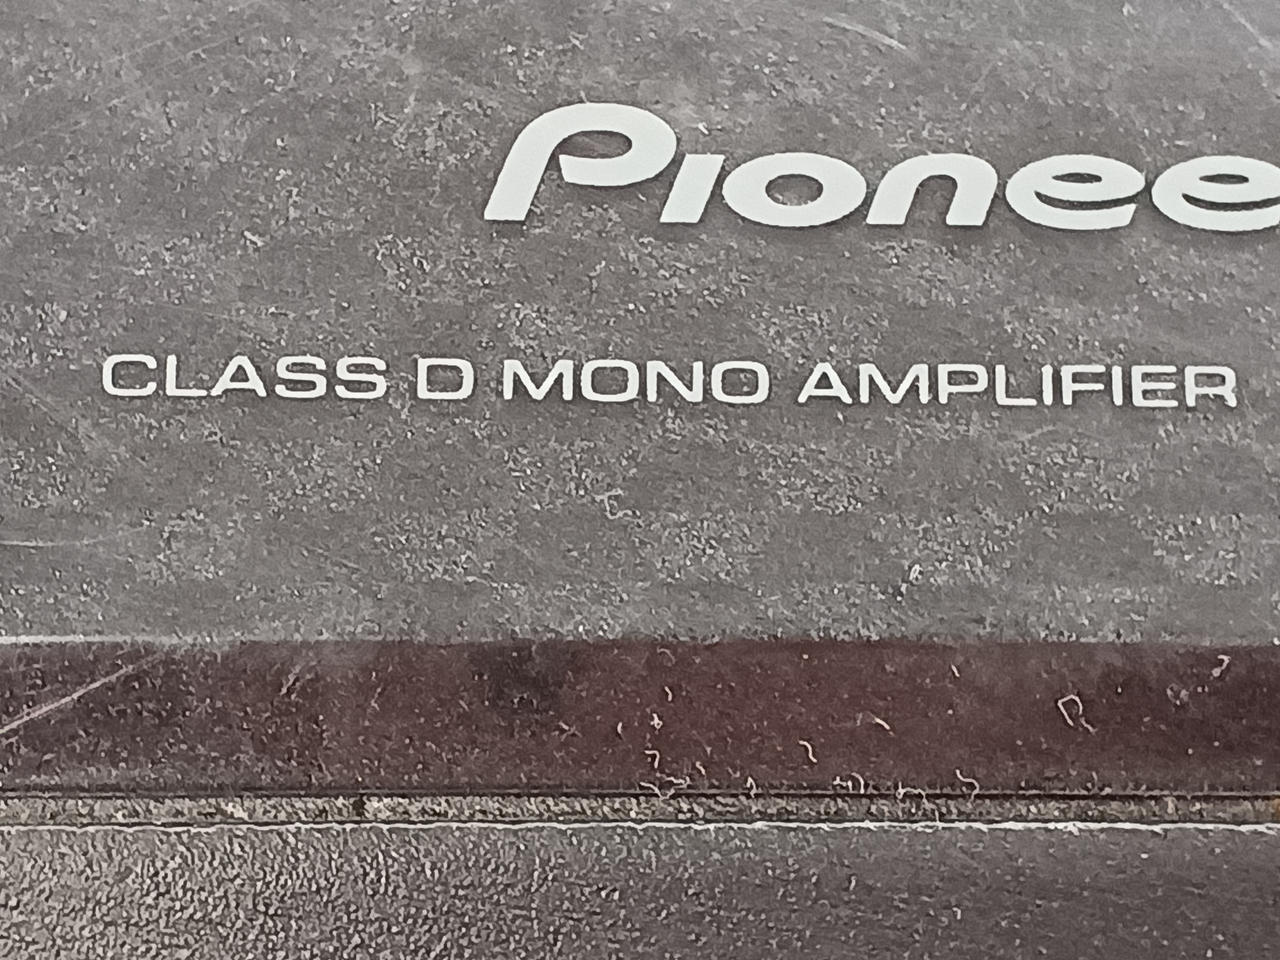 Pionee
CLASS D MONO AMPLIFIER